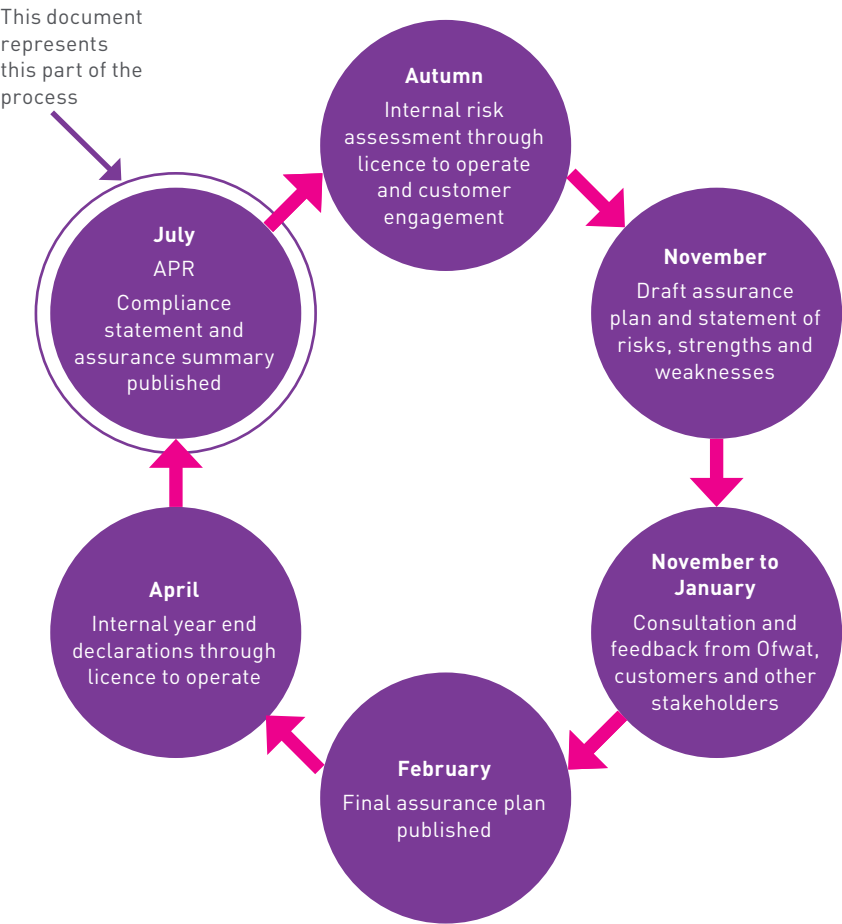 This document
represents
this part of the
process
Autumn
Internal risk
assessment through
licence to operate
and customer
engagement
November
Draft assurance
plan and statement of
risks, strengths and
weaknesses
November to
January
Consultation and
feedback from Ofwat,
customers and other
stakeholders
February
Final assurance plan
published
April
Internal year end
declarations through
licence to operate
July
APR
Compliance
statement and
assurance summary
published